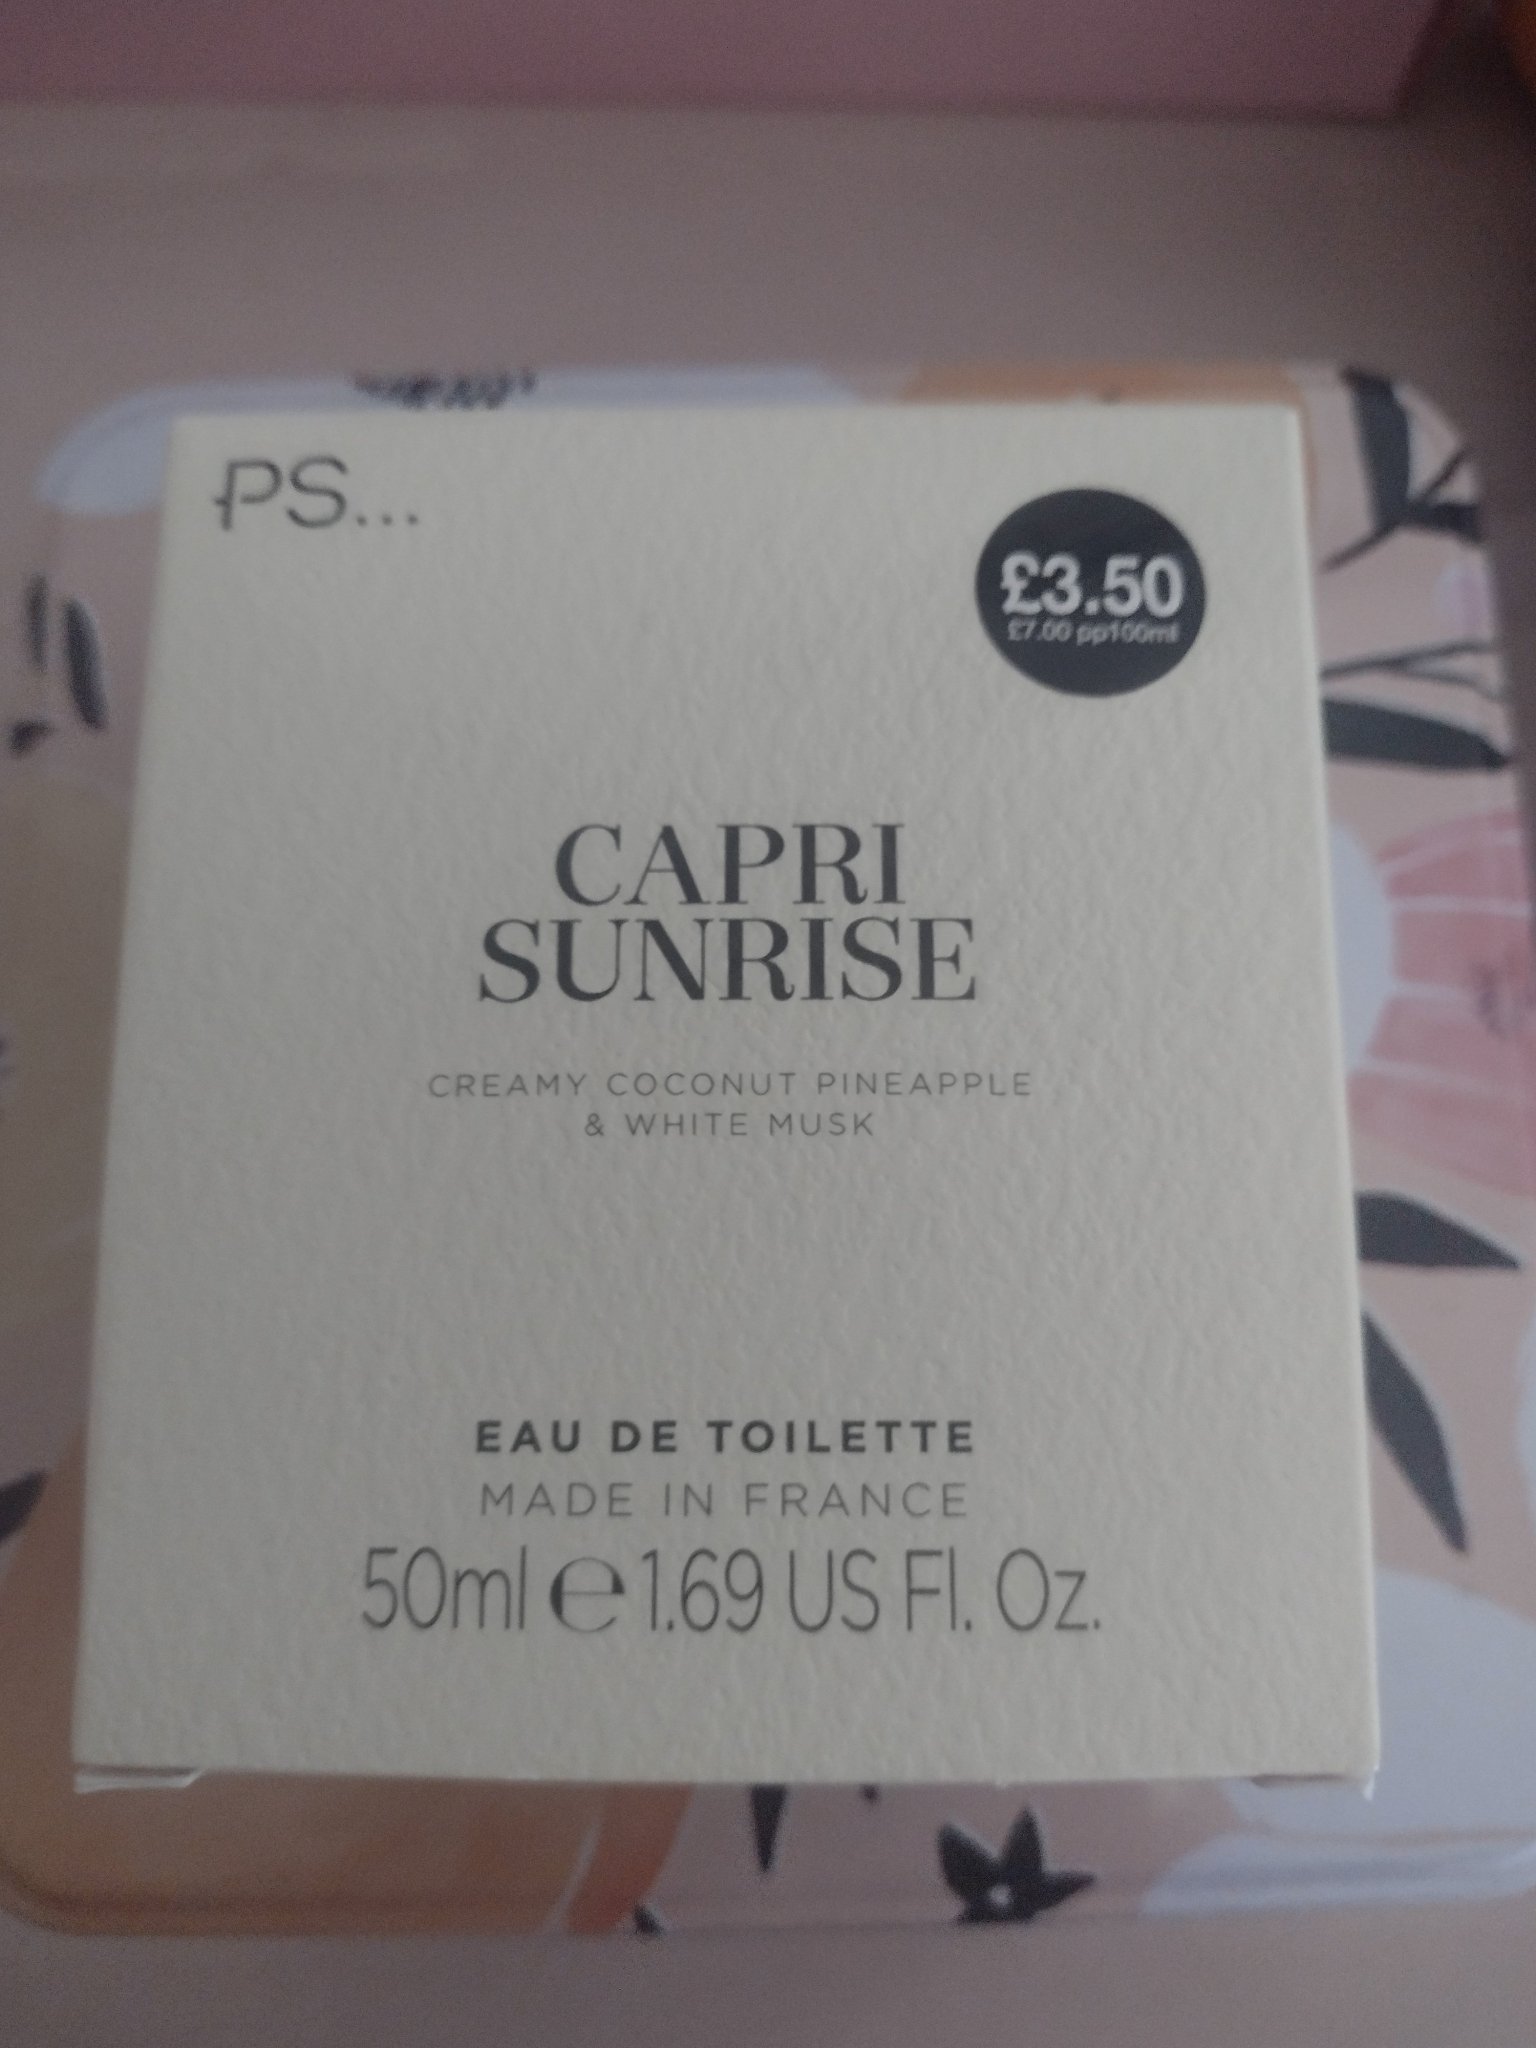 PS...
£3.50
£7.00 pp100ml
CAPRI
SUNRISE
CREAMY COCONUT PINEAPPLE
& WHITE MUSK
EAU DE TOILETTE
MADE IN FRANCE
50ml e 1.69 US Fl. Oz.